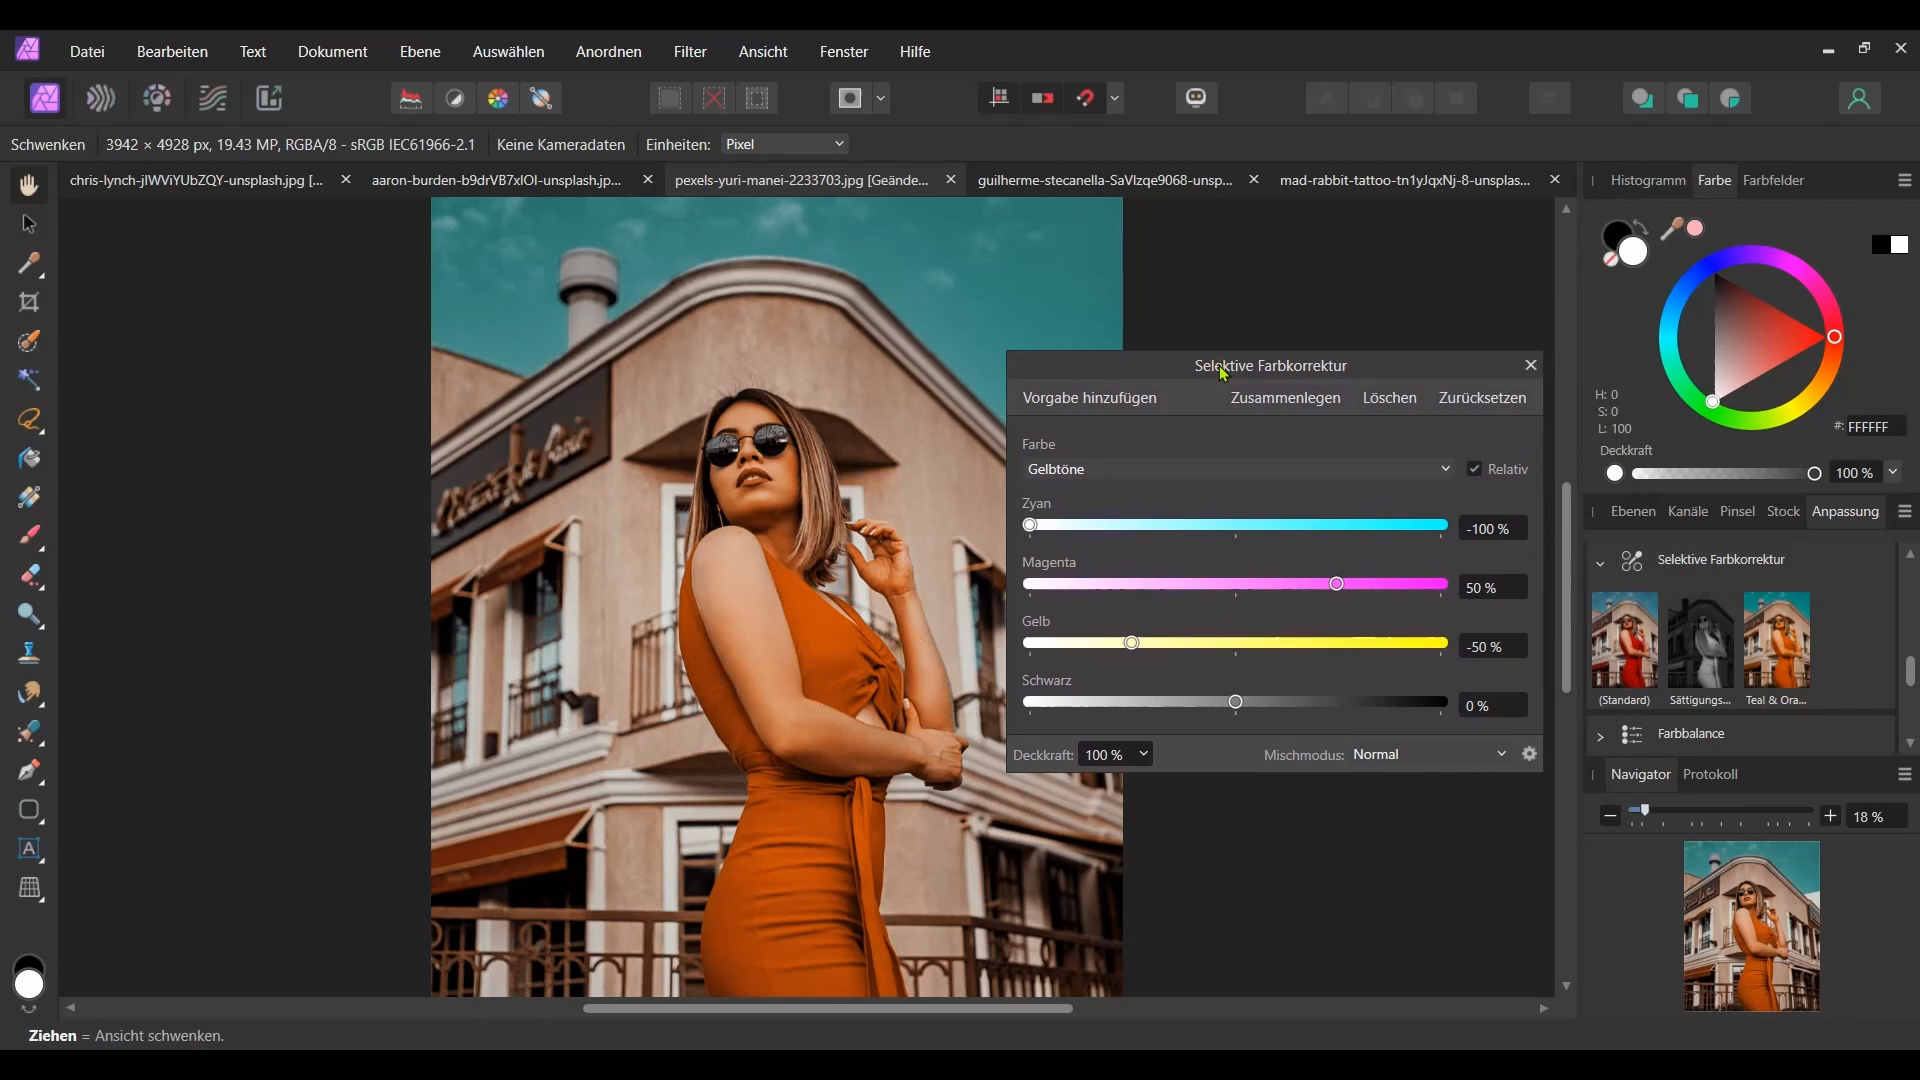 Datei Bearbeiten Text Dokument Ebene Auswählen Anordnen Filter Ansicht Fenster Hilfe
Schwenken 3942 × 4928 px, 19.43 MP, RGBA/8 - sRGB IEC61966-2.1 Keine Kameradaten Einheiten: Pixel
chris-lynch-jIWViYUbZQY-unsplash.jpg [... aaron-burden-b9drVB7xIOI-unsplash.jp... pexels-yuri-manei-2233703.jpg [Geände... guilherme-stecanella-SaVlzqe9068-unsp... mad-rabbit-tattoo-tn1yJqxNj-8-unsplas...
Histogramm Farbe Farbfelder
H: 0
S: 0
L: 100
#: FFFFFF
Deckkraft
100 %
Selektive Farbkorrektur
Vorgabe hinzufügen Zusammenlegen Löschen Zurücksetzen
Farbe
Gelbtöne Relativ
Zyan
-100 %
Magenta
50 %
Gelb
-50 %
Schwarz
0 %
Deckkraft: 100 % Mischmodus: Normal
Ebenen Kanäle Pinsel Stock Anpassung
Selektive Farbkorrektur
(Standard) Sättigungs... Teal & Ora...
Farbbalance
Navigator Protokoll
18 %
Ziehen = Ansicht schwenken.